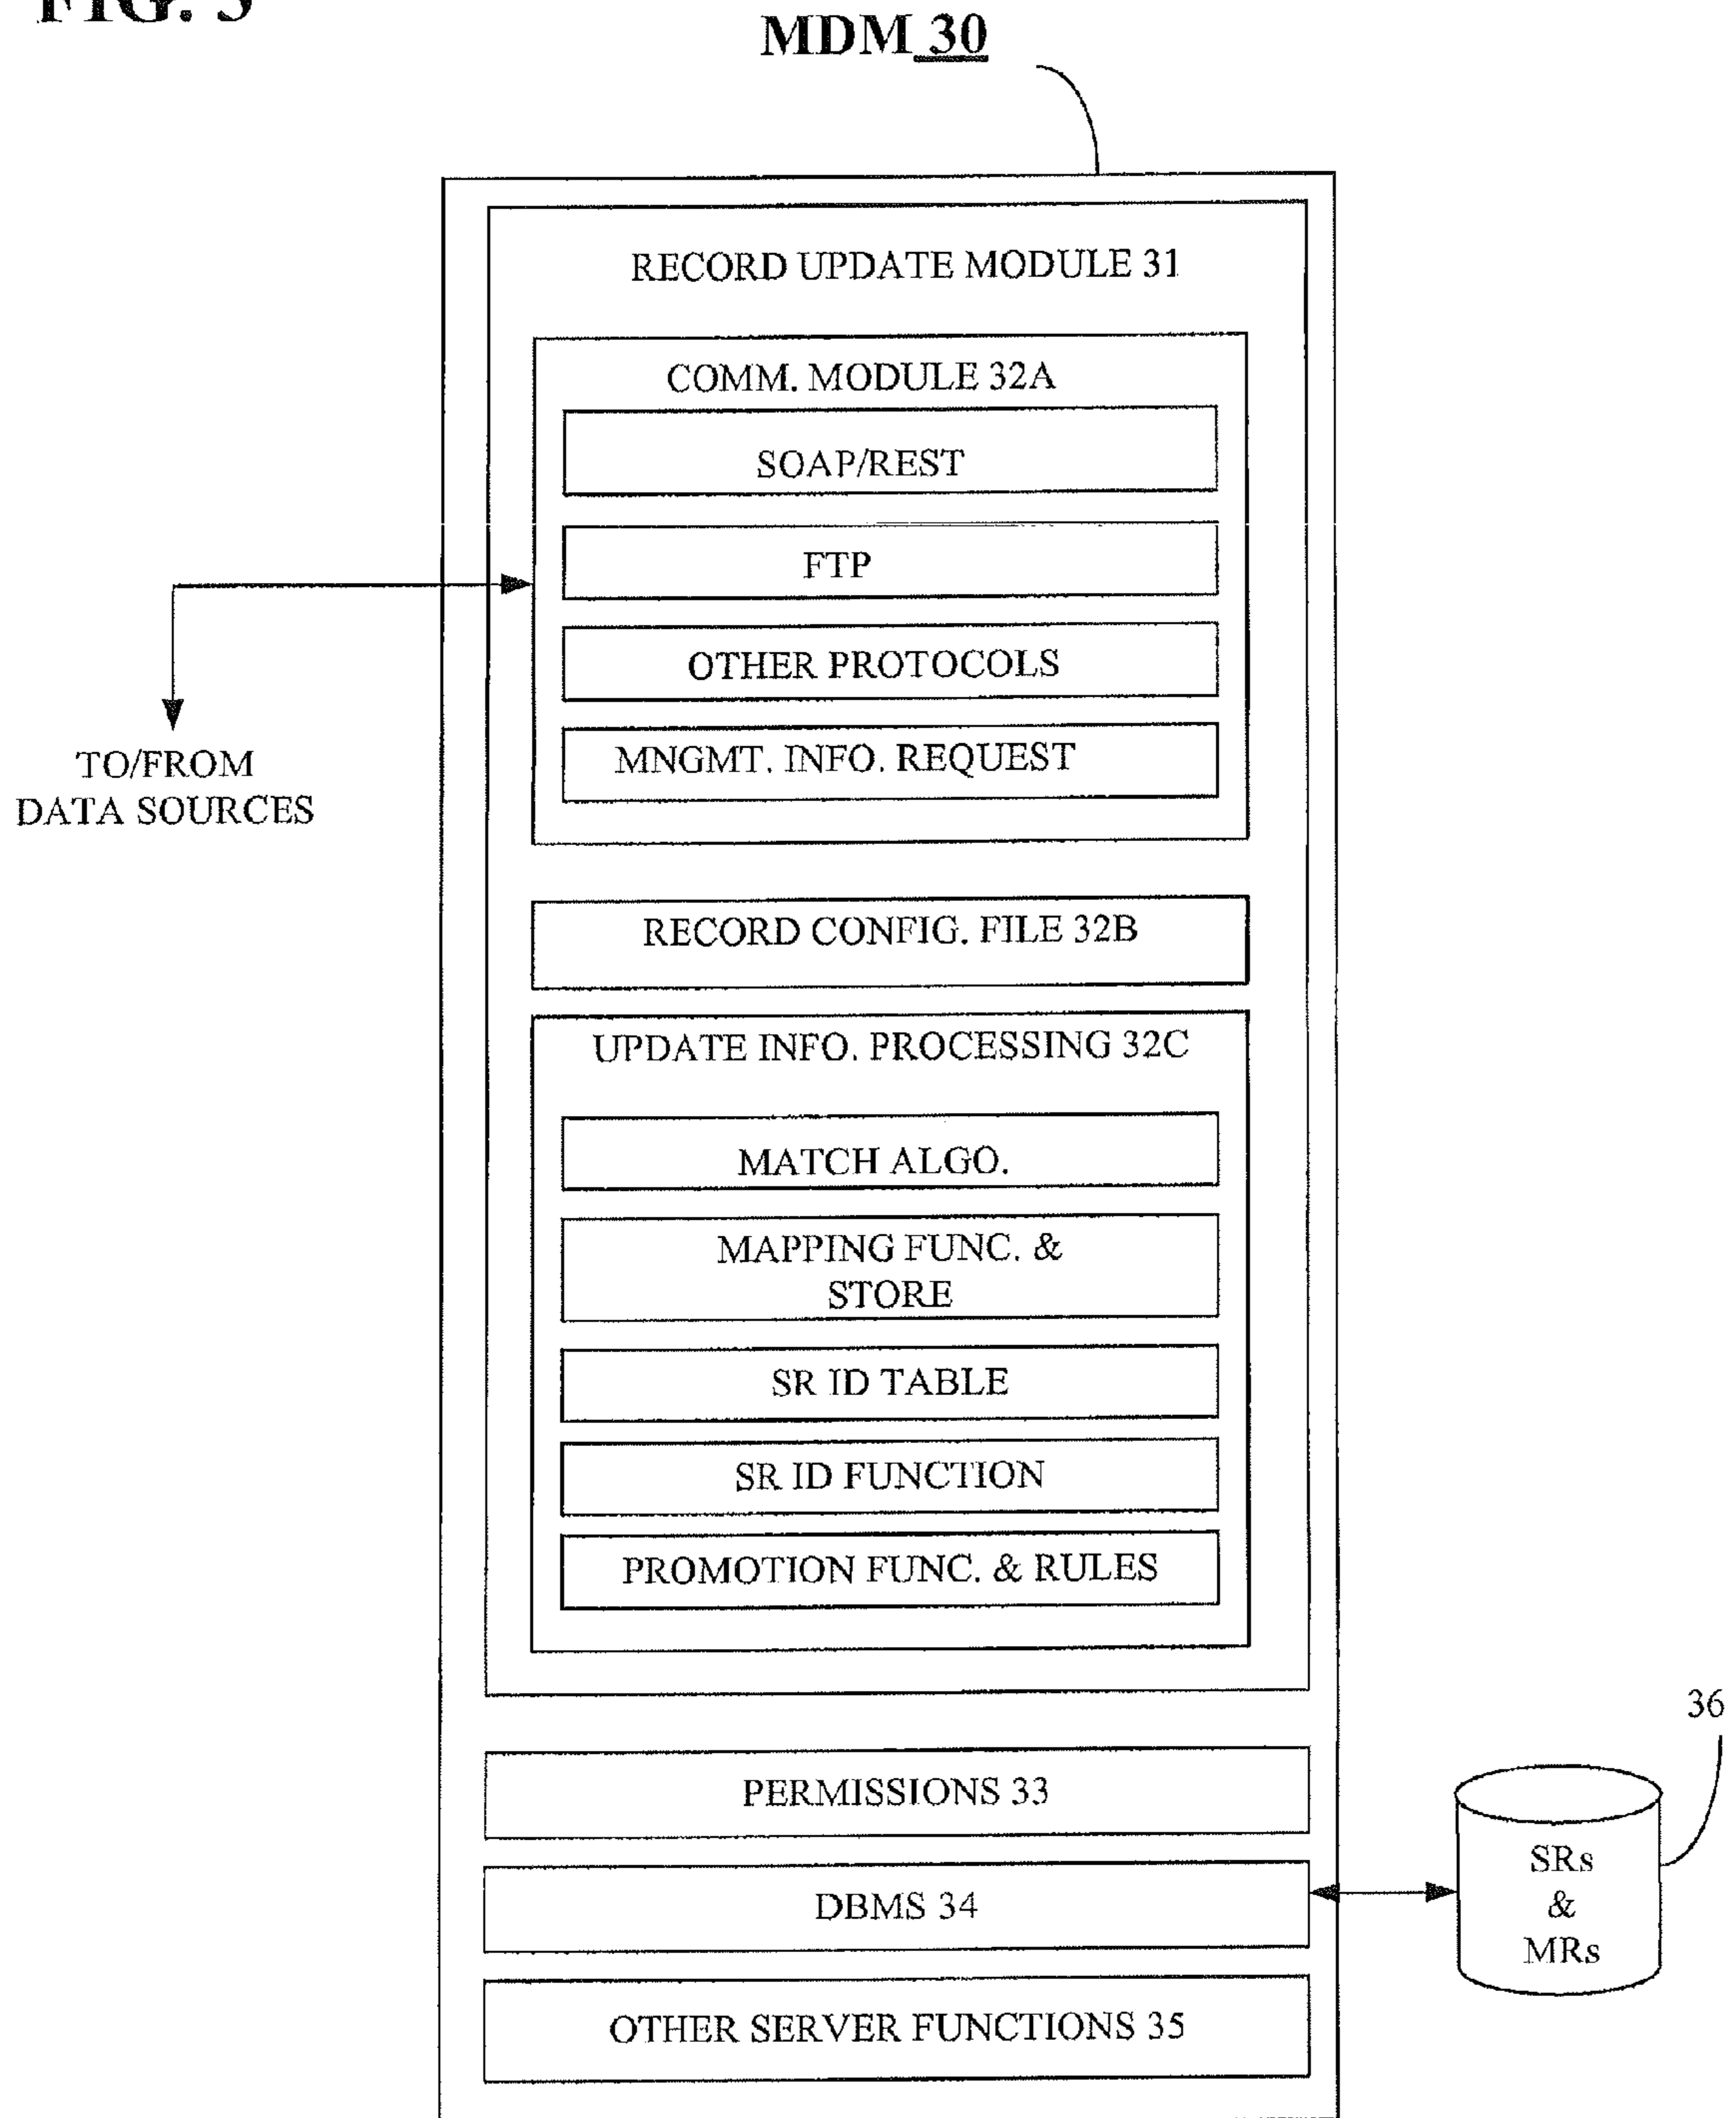 FIG. 3
MDM 30
RECORD UPDATE MODULE 31
COMM. MODULE 32A
SOAP/REST
FTP
OTHER PROTOCOLS
MNGMT. INFO. REQUEST
TO/FROM
DATA SOURCES
RECORD CONFIG. FILE 32B
UPDATE INFO. PROCESSING 32C
MATCH ALGO.
MAPPING FUNC. &
STORE
SR ID TABLE
SR ID FUNCTION
PROMOTION FUNC. & RULES
36
PERMISSIONS 33
SRs
&
MRs
DBMS 34
OTHER SERVER FUNCTIONS 35